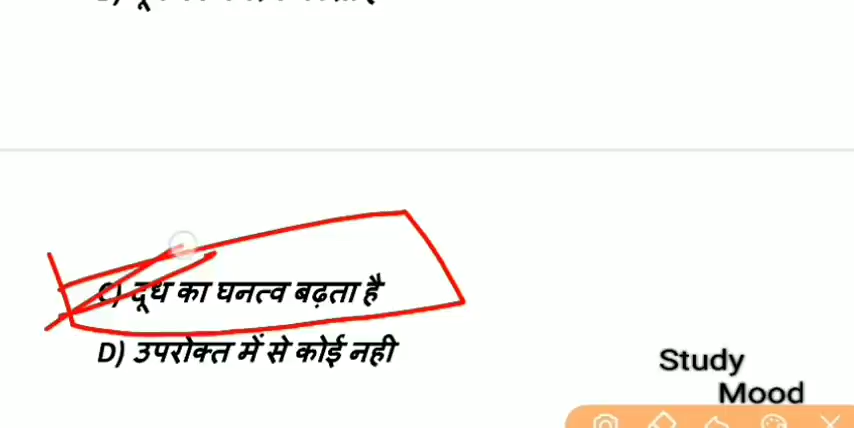 C) दूध का घनत्व बढ़ता है
D) उपरोक्त में से कोई नही
Study
Mood